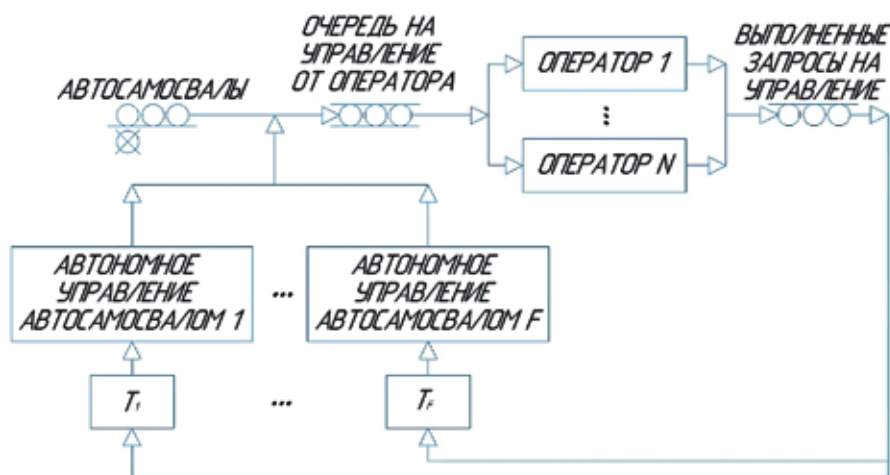 АВТОСАМОСВАЛЫ
ОЧЕРЕДЬ НА
УПРАВЛЕНИЕ
ОТ ОПЕРАТОРА
ОПЕРАТОР 1
...
ОПЕРАТОР N
ВЫПОЛНЕННЫЕ
ЗАПРОСЫ НА
УПРАВЛЕНИЕ
АВТОНОМНОЕ
УПРАВЛЕНИЕ
АВТОСАМОСВАЛОМ 1
...
АВТОНОМНОЕ
УПРАВЛЕНИЕ
АВТОСАМОСВАЛОМ F
T₁
...
TF